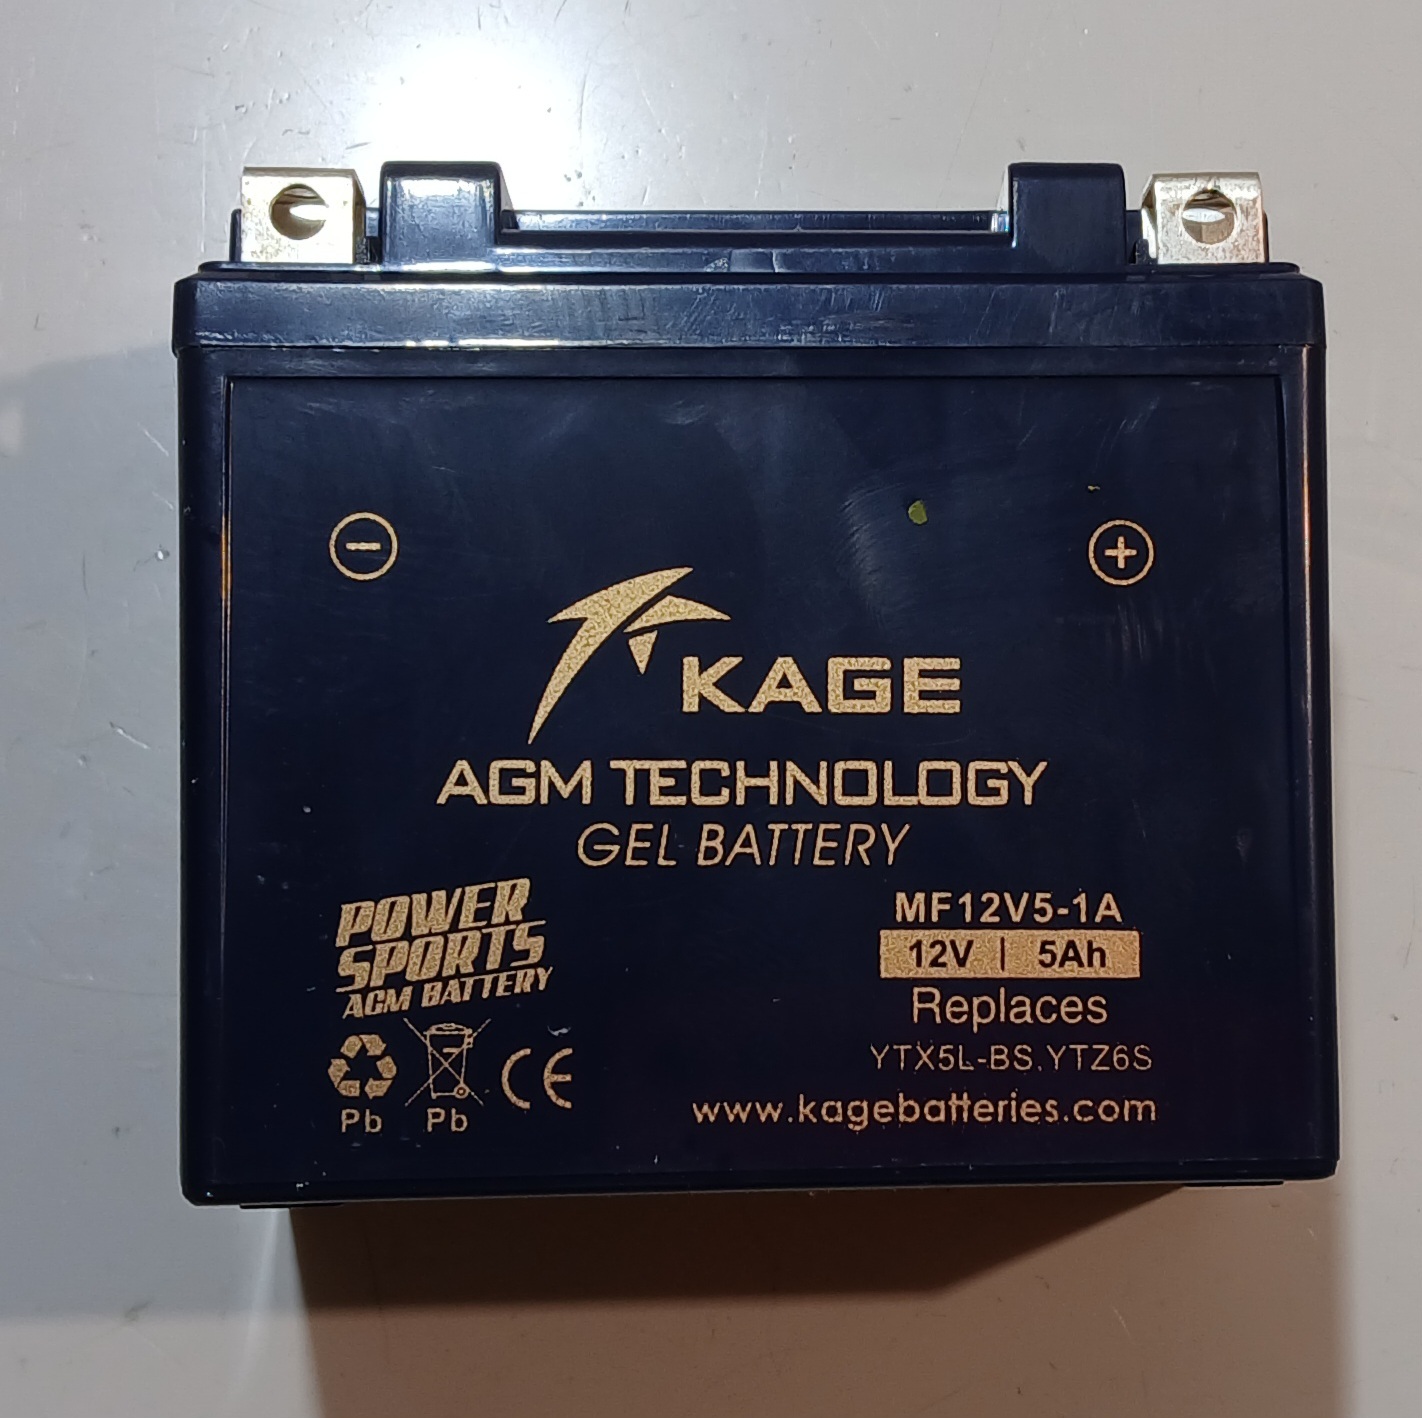 KAGE
AGM TECHNOLOGY
GEL BATTERY
POWER
SPORTS
AGM BATTERY
Pb
Pb
CE
MF12V5-1A
12V | 5Ah
Replaces
YTX5L-BS,YTZ6S
www.kagebatteries.com